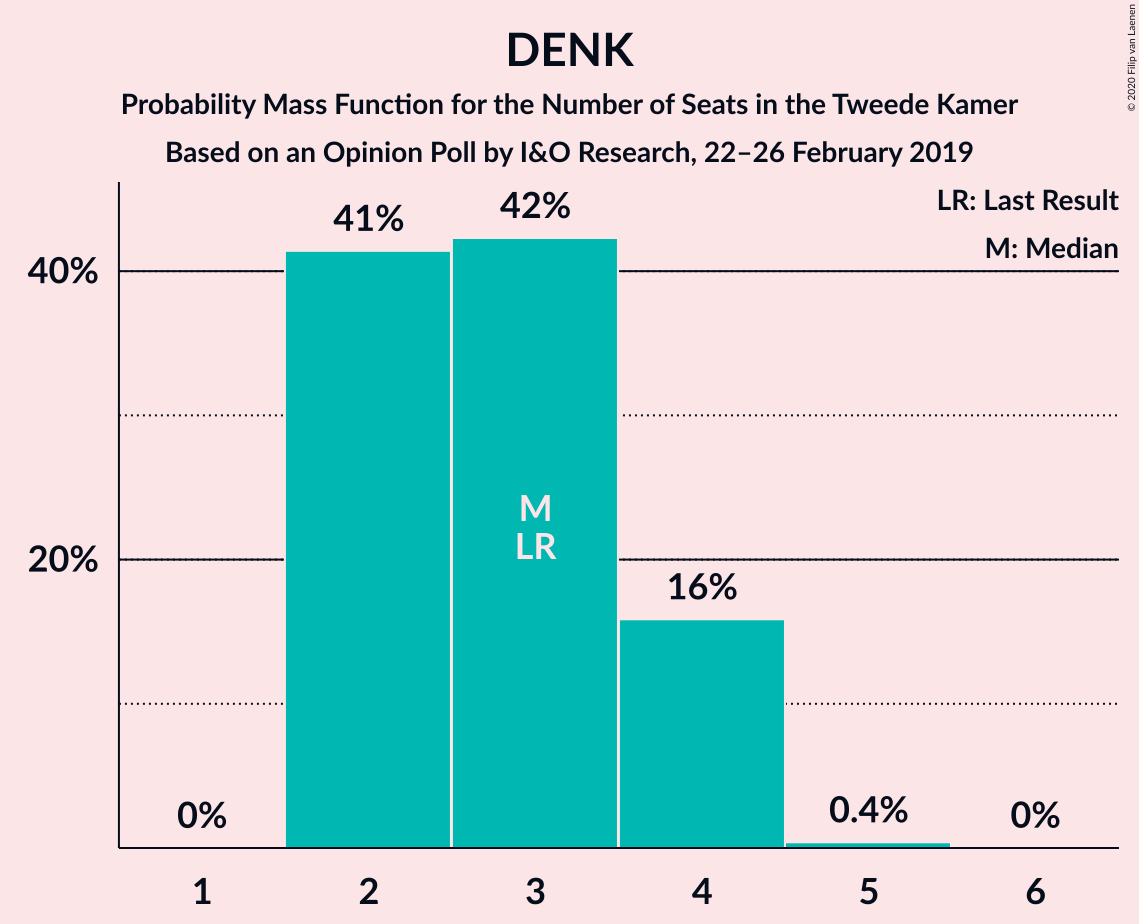 DENK
Probability Mass Function for the Number of Seats in the Tweede Kamer
Based on an Opinion Poll by I&O Research, 22–26 February 2019
© 2020 Filip van Laenen
LR: Last Result
M: Median
40%
20%
0%
41%
42%
16%
0.4%
0%
M
LR
1
2
3
4
5
6